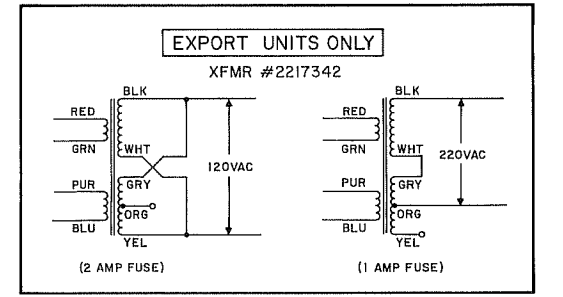 EXPORT UNITS ONLY
XFMR #2217342
BLK
RED
GRN
WHT
120VAC
PUR
GRY
ORG
BLU
YEL
(2 AMP FUSE)
BLK
RED
GRN
WHT
220VAC
PUR
GRY
ORG
BLU
YEL
(1 AMP FUSE)